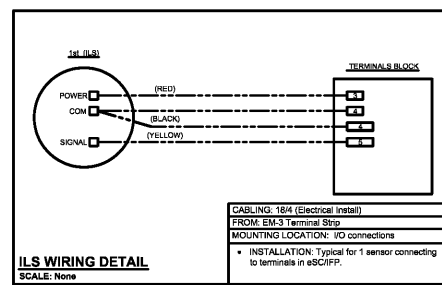 1st (ILS)
TERMINALS BLOCK
POWER
(RED)
3
COM
4
(BLACK)
4
(YELLOW)
SIGNAL
5
CABLING: 18/4 (Electrical Install)
FROM: EM-3 Terminal Strip
MOUNTING LOCATION: I/O connections
• INSTALLATION: Typical for 1 sensor connecting
to terminals in eSC/IFP.
ILS WIRING DETAIL
SCALE: None